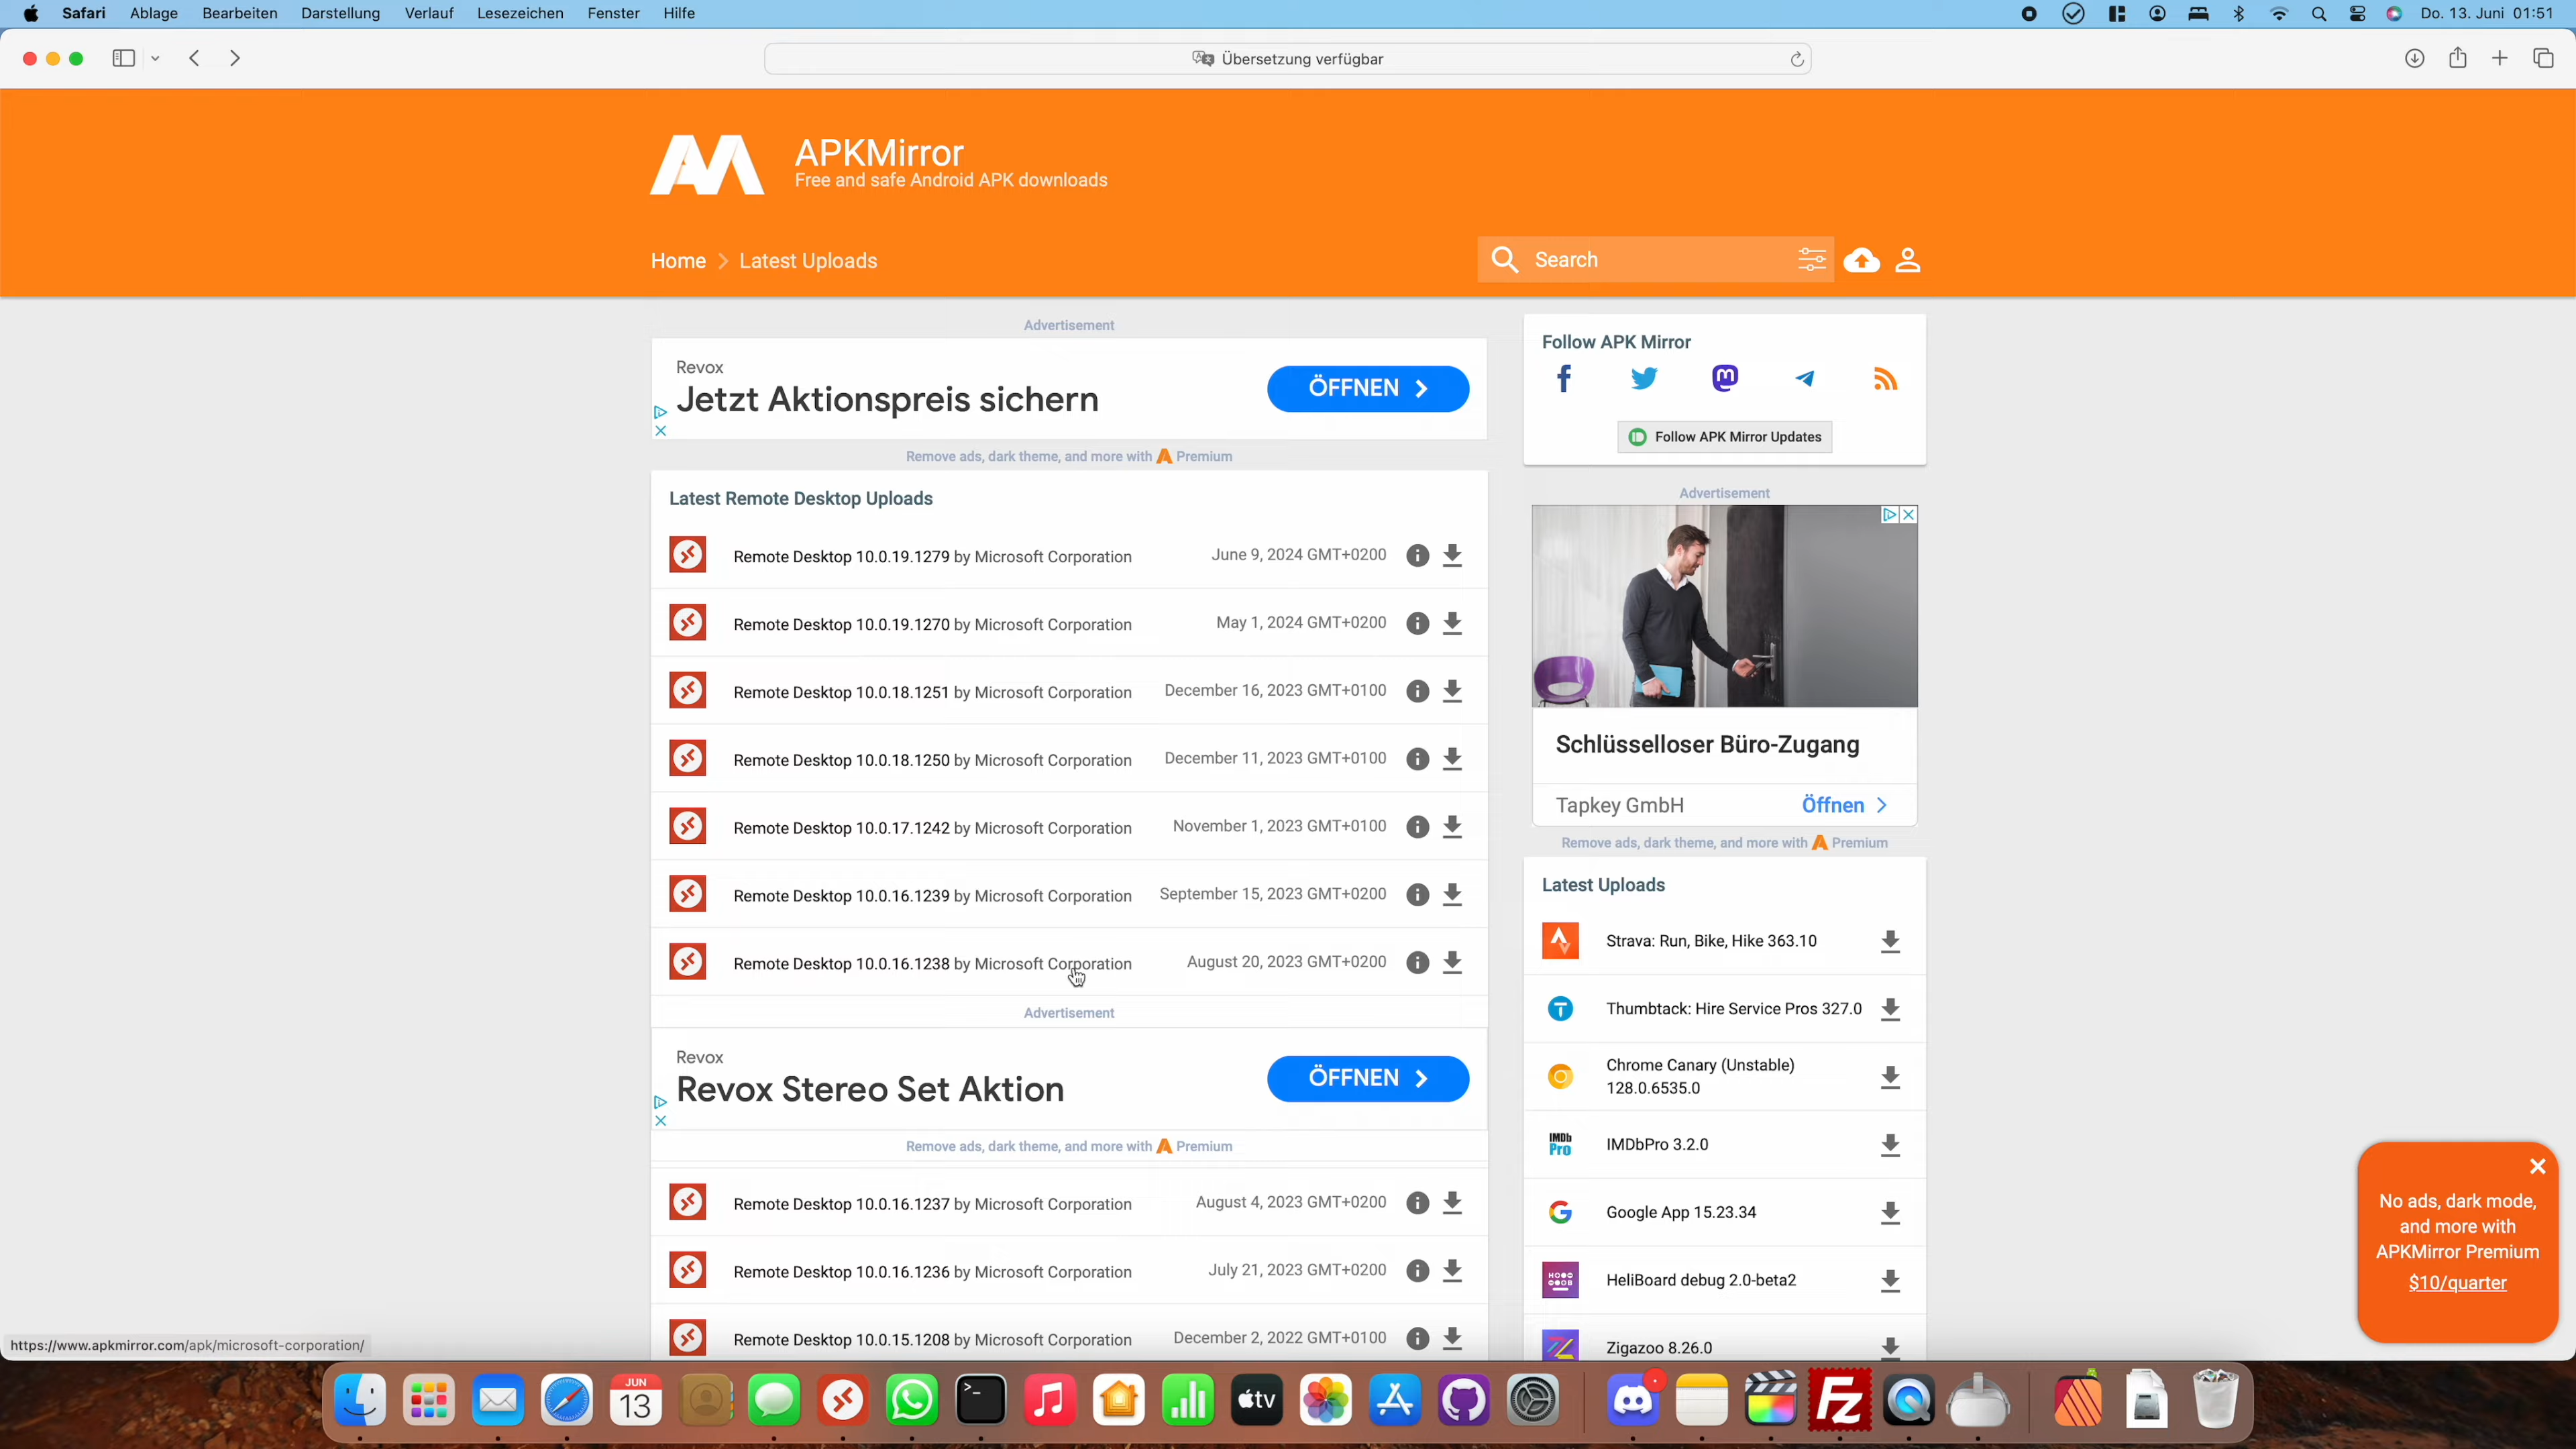 Safari Ablage Bearbeiten Darstellung Verlauf Lesezeichen Fenster Hilfe Do. 13. Juni 01:51
Übersetzung verfügbar
APKMirror
Free and safe Android APK downloads
Home Latest Uploads Search
Advertisement
Revox
Jetzt Aktionspreis sichern
ÖFFNEN
Remove ads, dark theme, and more with Premium
Latest Remote Desktop Uploads
Remote Desktop 10.0.19.1279 by Microsoft Corporation June 9, 2024 GMT+0200
Remote Desktop 10.0.19.1270 by Microsoft Corporation May 1, 2024 GMT+0200
Remote Desktop 10.0.18.1251 by Microsoft Corporation December 16, 2023 GMT+0100
Remote Desktop 10.0.18.1250 by Microsoft Corporation December 11, 2023 GMT+0100
Remote Desktop 10.0.17.1242 by Microsoft Corporation November 1, 2023 GMT+0100
Remote Desktop 10.0.16.1239 by Microsoft Corporation September 15, 2023 GMT+0200
Remote Desktop 10.0.16.1238 by Microsoft Corporation August 20, 2023 GMT+0200
Advertisement
Revox
Revox Stereo Set Aktion
ÖFFNEN
Remove ads, dark theme, and more with Premium
Remote Desktop 10.0.16.1237 by Microsoft Corporation August 4, 2023 GMT+0200
Remote Desktop 10.0.16.1236 by Microsoft Corporation July 21, 2023 GMT+0200
Remote Desktop 10.0.15.1208 by Microsoft Corporation December 2, 2022 GMT+0100
Follow APK Mirror
Follow APK Mirror Updates
Advertisement
Schlüsselloser Büro-Zugang
Tapkey GmbH Öffnen
Remove ads, dark theme, and more with Premium
Latest Uploads
Strava: Run, Bike, Hike 363.10
Thumbtack: Hire Service Pros 327.0
Chrome Canary (Unstable)
128.0.6535.0
IMDb
Pro
IMDbPro 3.2.0
Google App 15.23.34
HeliBoard debug 2.0-beta2
Zigazoo 8.26.0
No ads, dark mode,
and more with
APKMirror Premium
$10/quarter
https://www.apkmirror.com/apk/microsoft-corporation/
JUN
13
tv
Fz